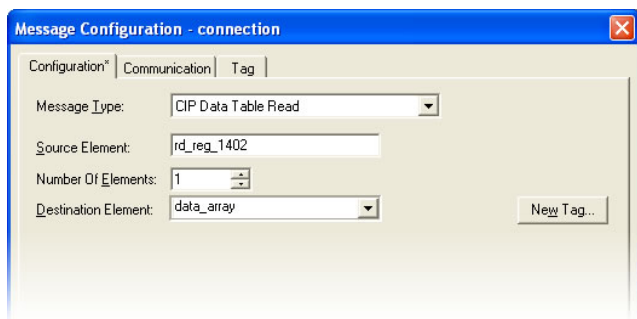 Message Configuration - connection
Configuration* Communication Tag
Message Type: CIP Data Table Read
Source Element: rd_reg_1402
Number Of Elements: 1
Destination Element: data_array New Tag...